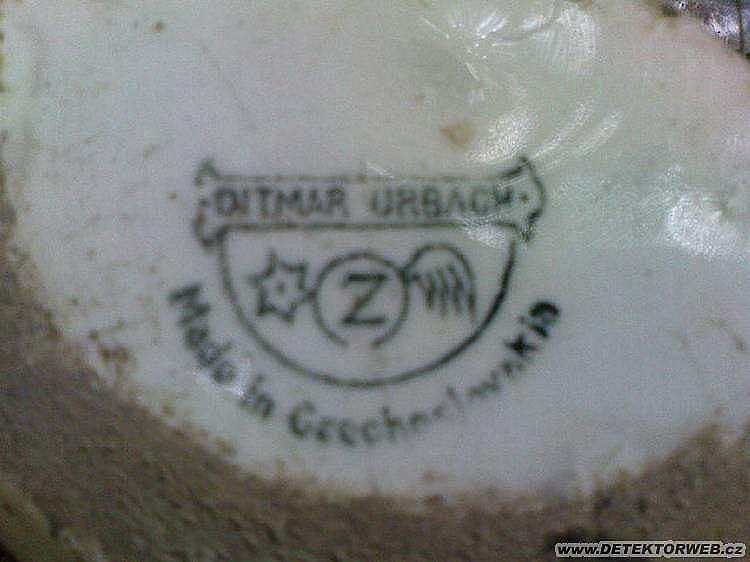 DITMAR URBACH
Z
Made in Czechoslovakia
www.DETEKTORWEB.cz